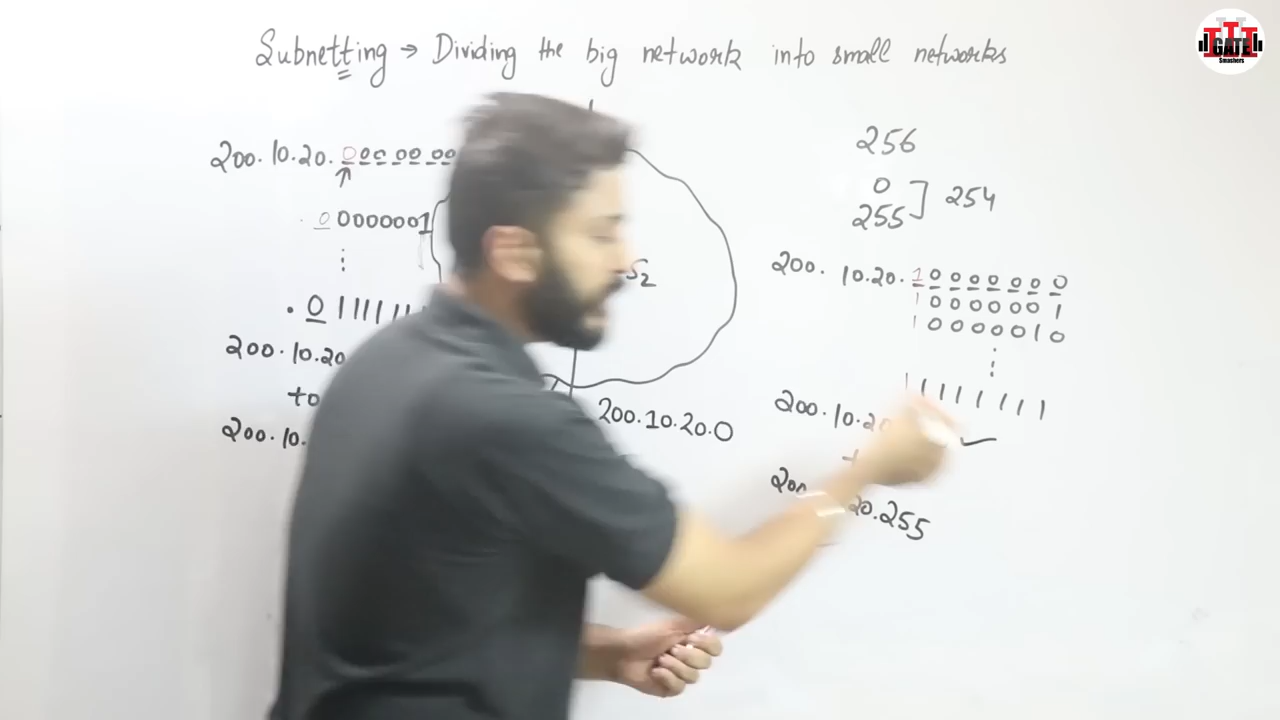 Subnetting → Dividing the big network into small networks
GATE
Smashers
200.10.20.00000000
00000001
⋮
.01111111
200.10.20
to
200.10.
S2
200.10.20.0
256
0
255 ] 254
200. 10.20.10000000
10000001
10000010
⋮
11111111
200.10.20
✓
200 20.255